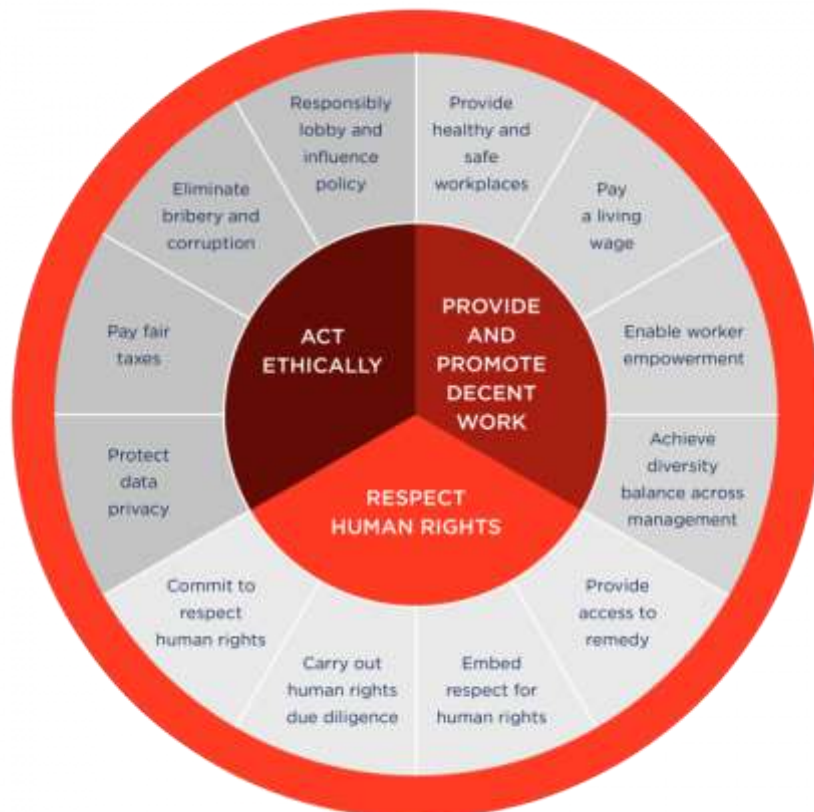 Responsibly
lobby and
influence
policy
Provide
healthy and
safe
workplaces
Eliminate
bribery and
corruption
Pay
a living
wage
Pay fair
taxes
ACT
ETHICALLY
PROVIDE
AND
PROMOTE
DECENT
WORK
Enable worker
empowerment
Protect
data
privacy
RESPECT
HUMAN RIGHTS
Achieve
diversity
balance across
management
Commit to
respect
human rights
Carry out
human rights
due diligence
Embed
respect for
human rights
Provide
access to
remedy